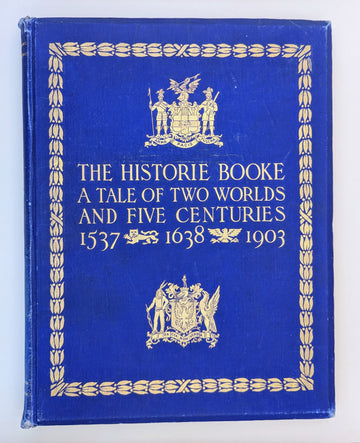 THE HISTORIE BOOKE
A TALE OF TWO WORLDS
AND FIVE CENTURIES
1537 1638 1903